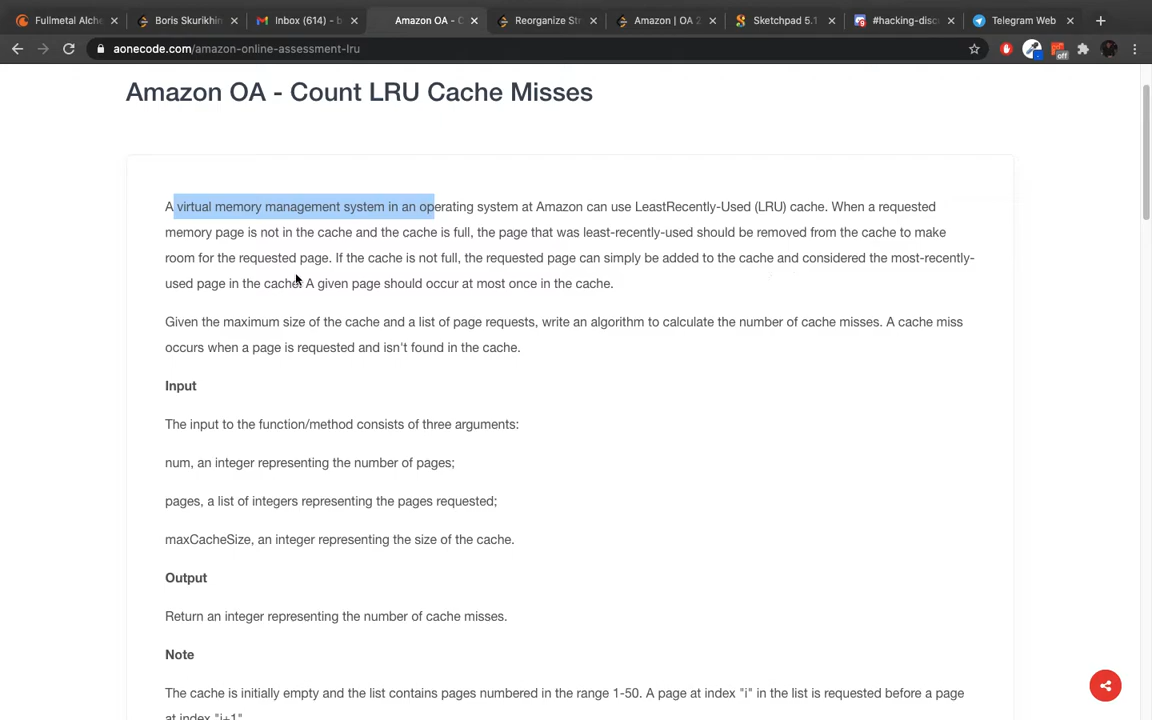 Fullmetal Alche
Boris Skurikhin
Inbox (614) - b
Amazon OA - C
Reorganize Str
Amazon | OA 2
Sketchpad 5.1
#hacking-disc
Telegram Web
aonecode.com/amazon-online-assessment-lru
off
Amazon OA - Count LRU Cache Misses
A virtual memory management system in an operating system at Amazon can use LeastRecently-Used (LRU) cache. When a requested
memory page is not in the cache and the cache is full, the page that was least-recently-used should be removed from the cache to make
room for the requested page. If the cache is not full, the requested page can simply be added to the cache and considered the most-recently-
used page in the cache. A given page should occur at most once in the cache.
Given the maximum size of the cache and a list of page requests, write an algorithm to calculate the number of cache misses. A cache miss
occurs when a page is requested and isn't found in the cache.
Input
The input to the function/method consists of three arguments:
num, an integer representing the number of pages;
pages, a list of integers representing the pages requested;
maxCacheSize, an integer representing the size of the cache.
Output
Return an integer representing the number of cache misses.
Note
The cache is initially empty and the list contains pages numbered in the range 1-50. A page at index "i" in the list is requested before a page
at index "i+1".